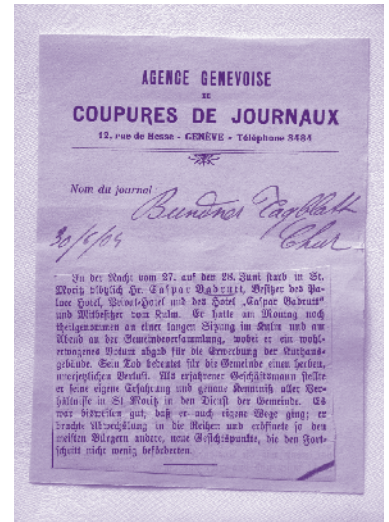 AGENCE GENEVOISE
DE
COUPURES DE JOURNAUX
12, rue de Hesse - GENÈVE - Téléphone 3484
Nom du journal
Bundner Tagblatt
Chur
30/6/04
In der Nacht vom 27. auf den 28. Juni starb in St.
Moritz plötzlich Hr. Caspar Badrutt, Besitzer des Pa-
lace Hotel, Privat-Hotel und des Hotel „Caspar Badrutt"
und Mitbesitzer vom Kulm. Er hatte am Montag noch
theilgenommen an einer langen Sitzung im Kulm und am
Abend an der Gemeindeversammlung, wobei er ein wohl-
erwogenes Votum abgab für die Erwerbung der Kurhaus-
gebäude. Sein Tod bedeutet für die Gemeinde einen herben,
unersetzlichen Verlust. Als erfahrener Geschäftsmann stellte
er seine eigene Erfahrung und genaue Kenntniß aller Ver-
hältnisse in St. Moritz in den Dienst der Gemeinde. Es
war bisweilen gut, daß er auch eigene Wege ging; er
brachte Abwechslung in die Reihen und eröffnete so den
meisten Bürgern andere, neue Gesichtspunkte, die den Fort-
schritt nicht wenig beförderten.